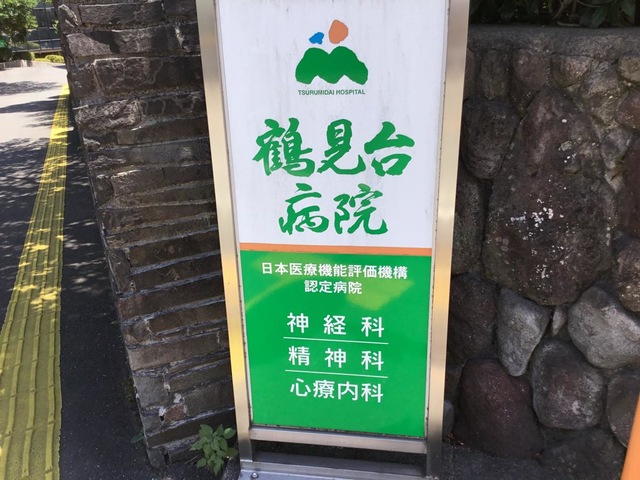 TSURUMIDAI HOSPITAL
鶴見台
病院
日本医療機能評価機構
認定病院
神経科
精神科
心療内科